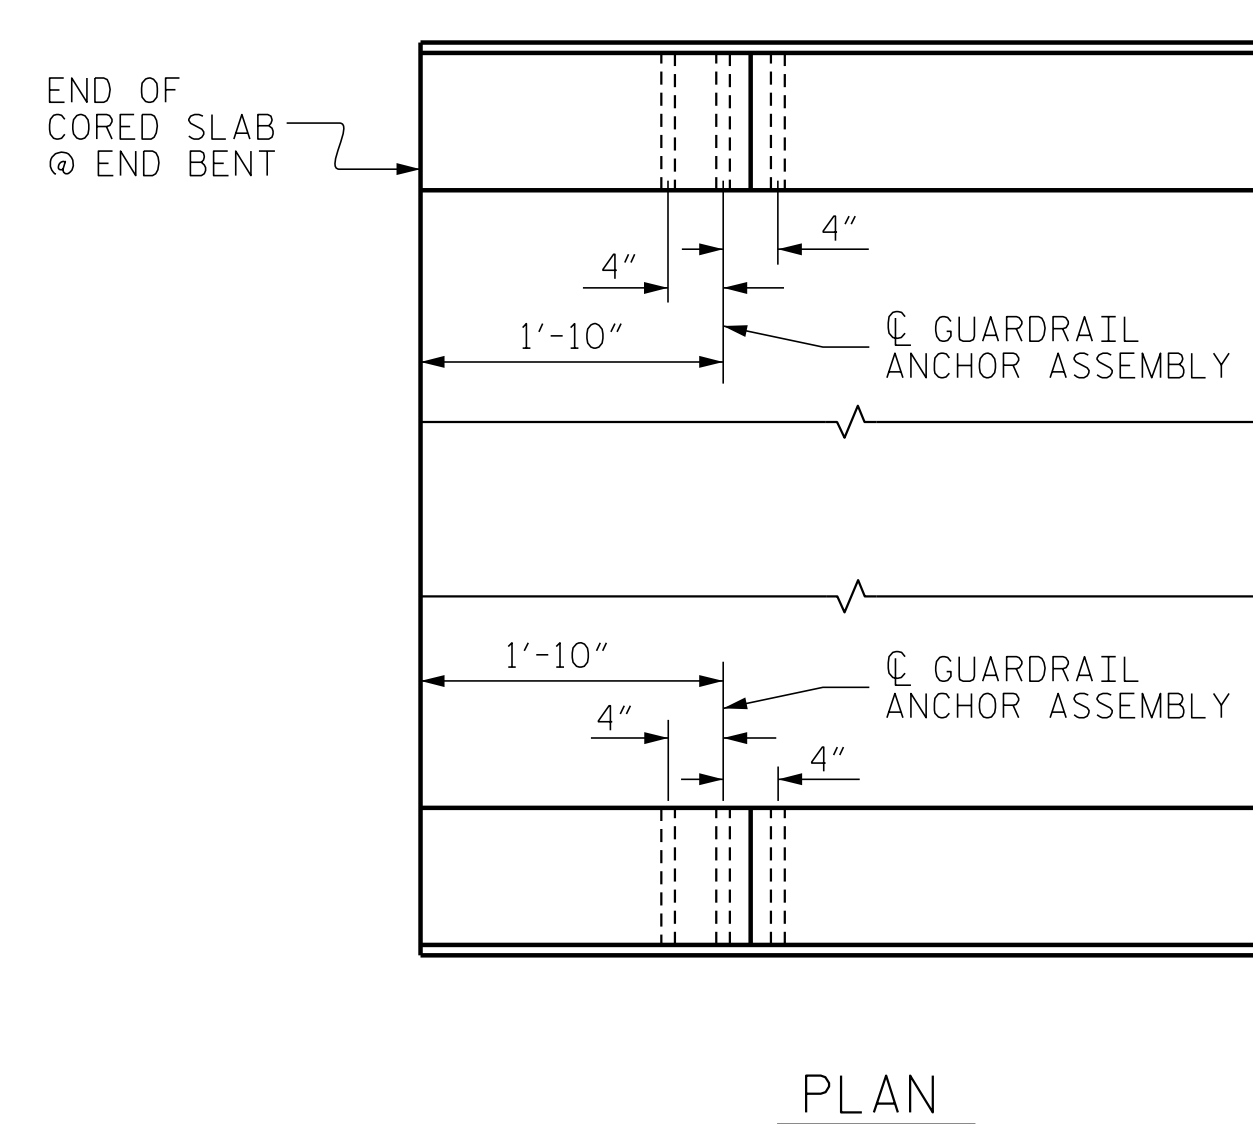 END OF
CORED SLAB
@ END BENT
4"
4"
1'-10"
℄ GUARDRAIL
ANCHOR ASSEMBLY
1'-10"
℄ GUARDRAIL
ANCHOR ASSEMBLY
4"
4"
PLAN